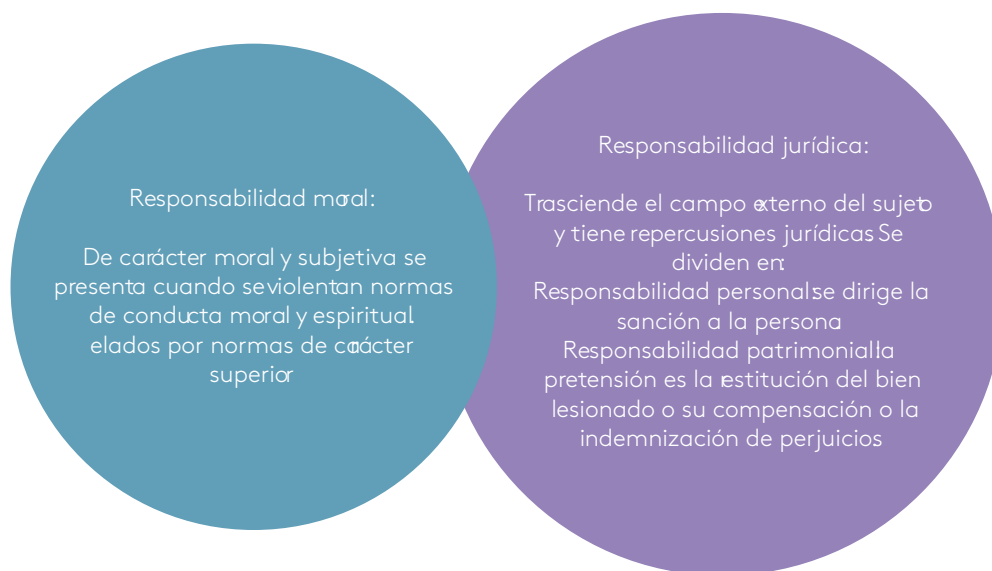 Responsabilidad moral:
De carácter moral y subjetiva se
presenta cuando se violentan normas
de conducta moral y espiritual.
elados por normas de carácter
superior
Responsabilidad jurídica:
Trasciende el campo externo del sujeto
y tiene repercusiones jurídicas Se
dividen en:
Responsabilidad personal: se dirige la
sanción a la persona
Responsabilidad patrimonial: la
pretensión es la restitución del bien
lesionado o su compensación o la
indemnización de perjuicios